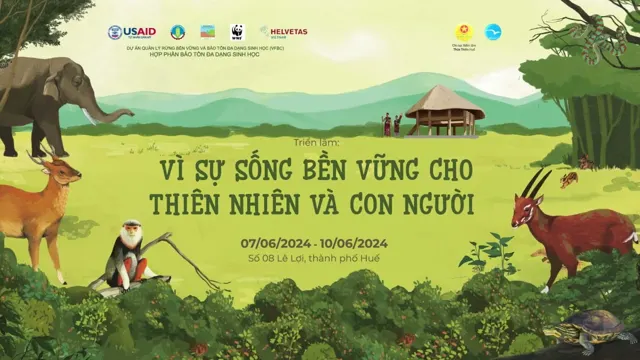 USAID
WWF
HELVETAS
VIETNAM
DỰ ÁN QUẢN LÝ RỪNG BỀN VỮNG VÀ BẢO TỒN ĐA DẠNG SINH HỌC (VFBC)
HỢP PHẦN BẢO TỒN ĐA DẠNG SINH HỌC
Triển lãm:
VÌ SỰ SỐNG BỀN VỮNG CHO
THIÊN NHIÊN VÀ CON NGƯỜI
07/06/2024 - 10/06/2024
Số 08 Lê Lợi, thành phố Huế